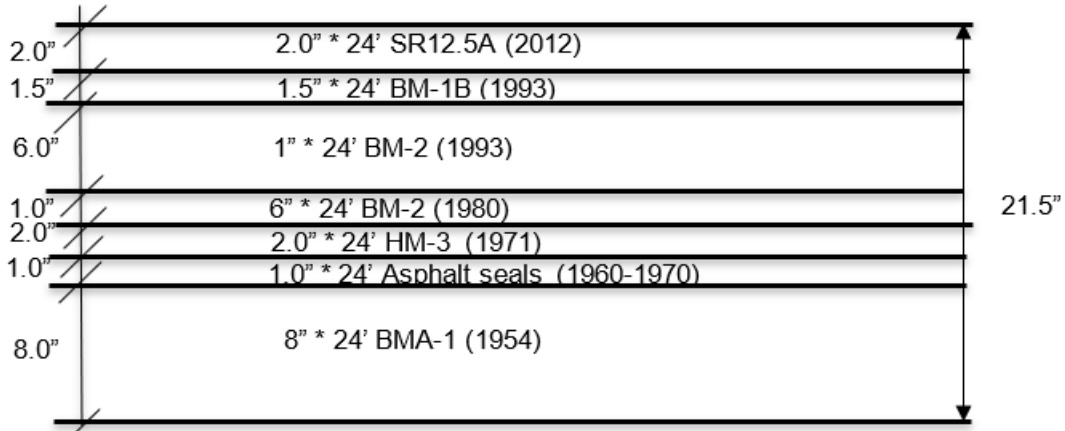 2.0” 2.0” * 24’ SR12.5A (2012)
1.5” 1.5” * 24’ BM-1B (1993)
6.0” 1” * 24’ BM-2 (1993)
1.0” 6” * 24’ BM-2 (1980) 21.5”
2.0” 2.0” * 24’ HM-3 (1971)
1.0” 1.0” * 24’ Asphalt seals (1960-1970)
8.0” 8” * 24’ BMA-1 (1954)